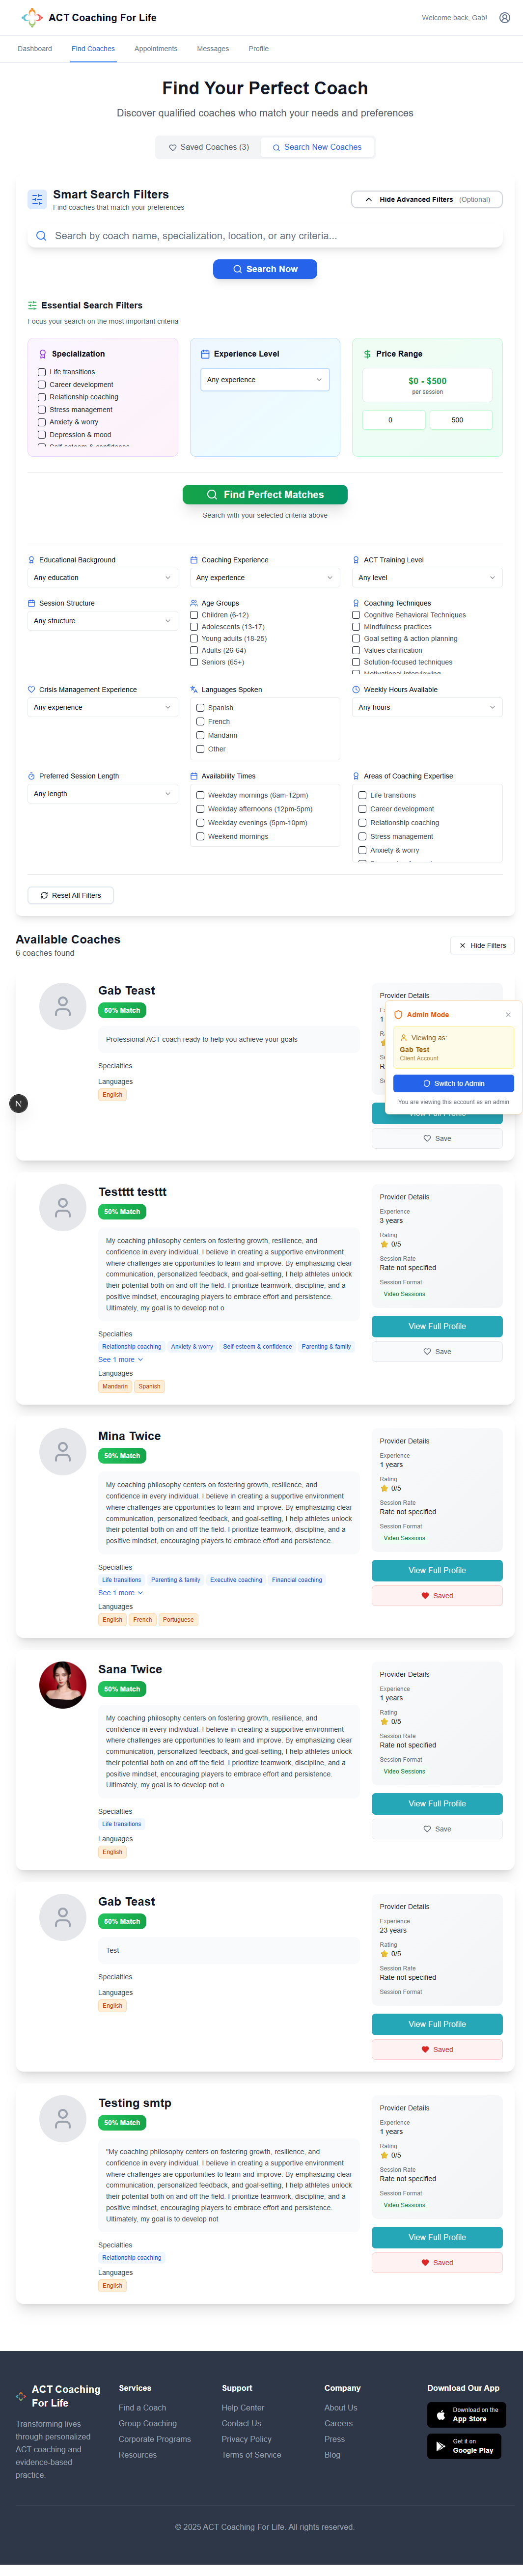 ACT Coaching For Life
Welcome back, Gab!
Dashboard
Find Coaches
Appointments
Messages
Profile
Find Your Perfect Coach
Discover qualified coaches who match your needs and preferences
Saved Coaches (3)
Search New Coaches
Smart Search Filters
Find coaches that match your preferences
Hide Advanced Filters (Optional)
Search by coach name, specialization, location, or any criteria...
Search Now
Essential Search Filters
Focus your search on the most important criteria
Specialization
Life transitions
Career development
Relationship coaching
Stress management
Anxiety & worry
Depression & mood
Self-esteem & confidence
Experience Level
Any experience
Price Range
$0 - $500
per session
0
500
Find Perfect Matches
Search with your selected criteria above
Educational Background
Any education
Coaching Experience
Any experience
ACT Training Level
Any level
Session Structure
Any structure
Age Groups
Children (6-12)
Adolescents (13-17)
Young adults (18-25)
Adults (26-64)
Seniors (65+)
Coaching Techniques
Cognitive Behavioral Techniques
Mindfulness practices
Goal setting & action planning
Values clarification
Solution-focused techniques
Motivational interviewing
Crisis Management Experience
Any experience
Languages Spoken
Spanish
French
Mandarin
Other
Weekly Hours Available
Any hours
Preferred Session Length
Any length
Availability Times
Weekday mornings (6am-12pm)
Weekday afternoons (12pm-5pm)
Weekday evenings (5pm-10pm)
Weekend mornings
Areas of Coaching Expertise
Life transitions
Career development
Relationship coaching
Stress management
Anxiety & worry
Reset All Filters
Available Coaches
6 coaches found
Hide Filters
Gab Teast
50% Match
Professional ACT coach ready to help you achieve your goals
Specialties
Languages
English
Provider Details
1
View Full Profile
Save
Admin Mode
Viewing as:
Gab Test
Client Account
Switch to Admin
You are viewing this account as an admin
N
Testttt testtt
50% Match
My coaching philosophy centers on fostering growth, resilience, and
confidence in every individual. I believe in creating a supportive environment
where challenges are opportunities to learn and improve. By emphasizing clear
communication, personalized feedback, and goal-setting, I help athletes unlock
their potential both on and off the field. I prioritize teamwork, discipline, and a
positive mindset, encouraging players to embrace effort and persistence.
Ultimately, my goal is to develop not o
Specialties
Relationship coaching
Anxiety & worry
Self-esteem & confidence
Parenting & family
See 1 more
Languages
Mandarin
Spanish
Provider Details
Experience
3 years
Rating
0/5
Session Rate
Rate not specified
Session Format
Video Sessions
View Full Profile
Save
Mina Twice
50% Match
My coaching philosophy centers on fostering growth, resilience, and
confidence in every individual. I believe in creating a supportive environment
where challenges are opportunities to learn and improve. By emphasizing clear
communication, personalized feedback, and goal-setting, I help athletes unlock
their potential both on and off the field. I prioritize teamwork, discipline, and a
positive mindset, encouraging players to embrace effort and persistence.
Specialties
Life transitions
Parenting & family
Executive coaching
Financial coaching
See 1 more
Languages
English
French
Portuguese
Provider Details
Experience
1 years
Rating
0/5
Session Rate
Rate not specified
Session Format
Video Sessions
View Full Profile
Saved
Sana Twice
50% Match
My coaching philosophy centers on fostering growth, resilience, and
confidence in every individual. I believe in creating a supportive environment
where challenges are opportunities to learn and improve. By emphasizing clear
communication, personalized feedback, and goal-setting, I help athletes unlock
their potential both on and off the field. I prioritize teamwork, discipline, and a
positive mindset, encouraging players to embrace effort and persistence.
Ultimately, my goal is to develop not o
Specialties
Life transitions
Languages
English
Provider Details
Experience
1 years
Rating
0/5
Session Rate
Rate not specified
Session Format
Video Sessions
View Full Profile
Save
Gab Teast
50% Match
Test
Specialties
Languages
English
Provider Details
Experience
23 years
Rating
0/5
Session Rate
Rate not specified
Session Format
View Full Profile
Saved
Testing smtp
50% Match
"My coaching philosophy centers on fostering growth, resilience, and
confidence in every individual. I believe in creating a supportive environment
where challenges are opportunities to learn and improve. By emphasizing clear
communication, personalized feedback, and goal-setting, I help athletes unlock
their potential both on and off the field. I prioritize teamwork, discipline, and a
positive mindset, encouraging players to embrace effort and persistence.
Ultimately, my goal is to develop not
Specialties
Relationship coaching
Languages
English
Provider Details
Experience
1 years
Rating
0/5
Session Rate
Rate not specified
Session Format
Video Sessions
View Full Profile
Saved
ACT Coaching
For Life
Transforming lives
through personalized
ACT coaching and
evidence-based
practice.
Services
Find a Coach
Group Coaching
Corporate Programs
Resources
Support
Help Center
Contact Us
Privacy Policy
Terms of Service
Company
About Us
Careers
Press
Blog
Download Our App
Download on the
App Store
Get it on
Google Play
© 2025 ACT Coaching For Life. All rights reserved.